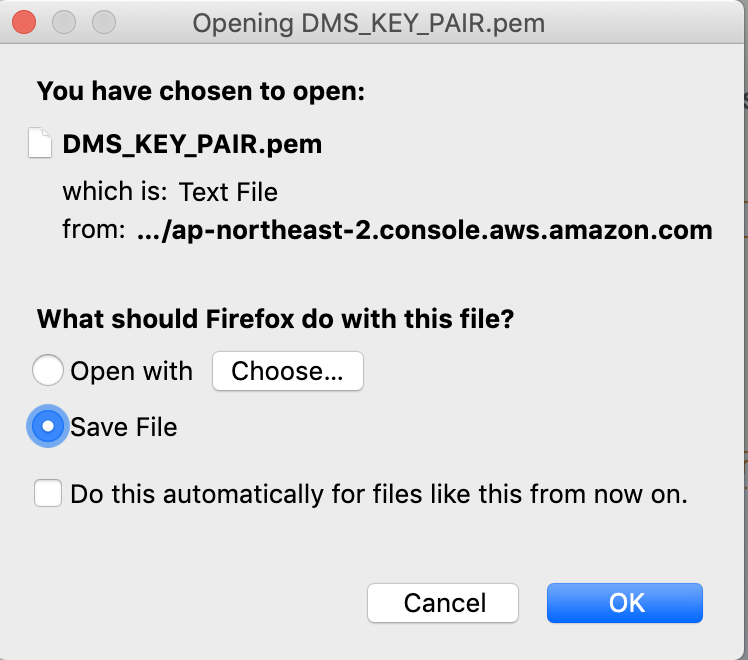 Opening DMS_KEY_PAIR.pem
You have chosen to open:
DMS_KEY_PAIR.pem
which is: Text File
from: .../ap-northeast-2.console.aws.amazon.com
What should Firefox do with this file?
Open with Choose...
Save File
Do this automatically for files like this from now on.
Cancel OK